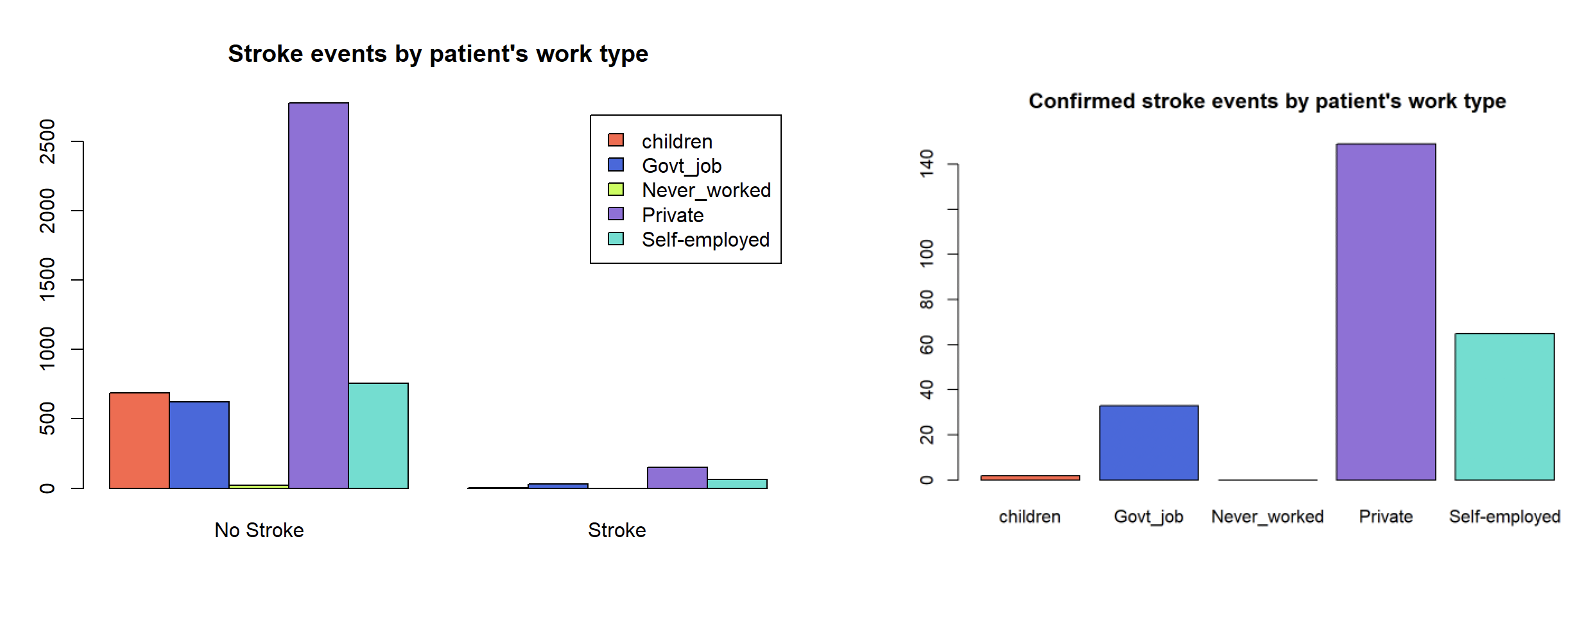 Stroke events by patient's work type
2500
2000
1500
1000
500
0
children
Govt_job
Never_worked
Private
Self-employed
No Stroke
Stroke
Confirmed stroke events by patient's work type
140
100
80
60
40
20
0
children
Govt_job
Never_worked
Private
Self-employed